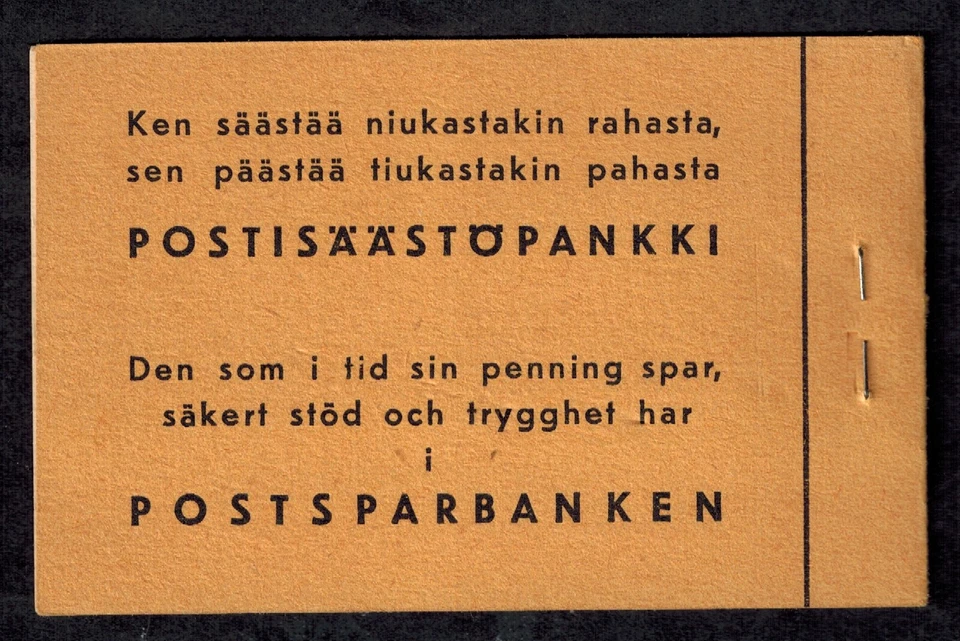 Ken säästää niukastakin rahasta,
sen päästää tiukastakin pahasta
POSTISÄÄSTÖPANKKI
Den som i tid sin penning spar,
säkert stöd och trygghet har
i
POSTSPARBANKEN